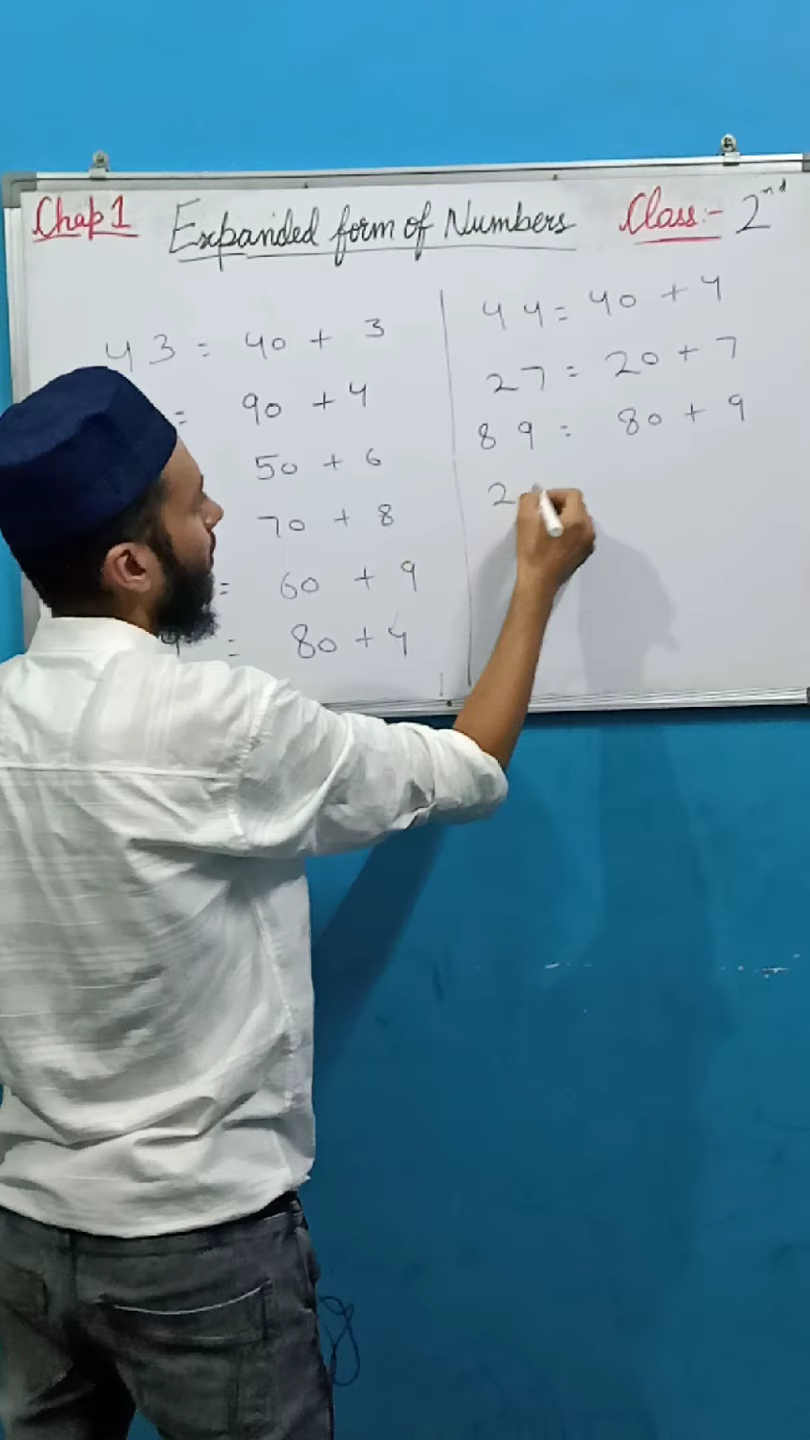 Chap 1 Expanded form of Numbers Class:- 2nd
43 = 40 + 3
= 90 + 4
50 + 6
70 + 8
= 60 + 9
= 80 + 4
44 = 40 + 4
27 = 20 + 7
89 = 80 + 9
2